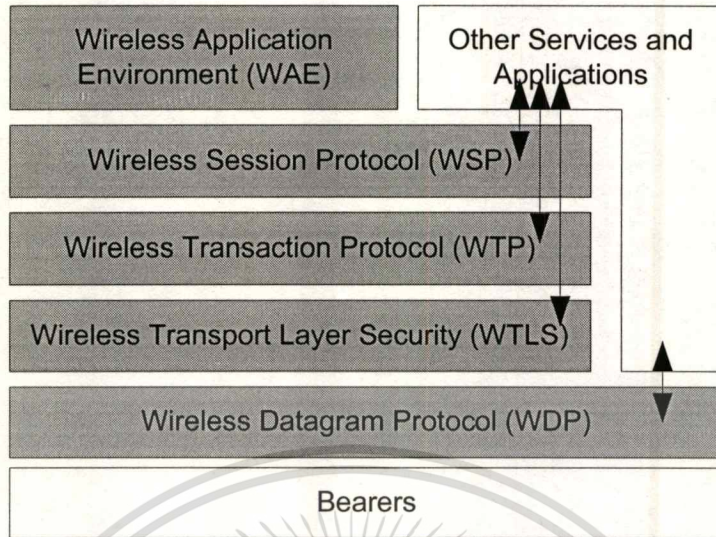 Wireless Application
Environment (WAE)
Other Services and
Applications
Wireless Session Protocol (WSP)
Wireless Transaction Protocol (WTP)
Wireless Transport Layer Security (WTLS)
Wireless Datagram Protocol (WDP)
Bearers